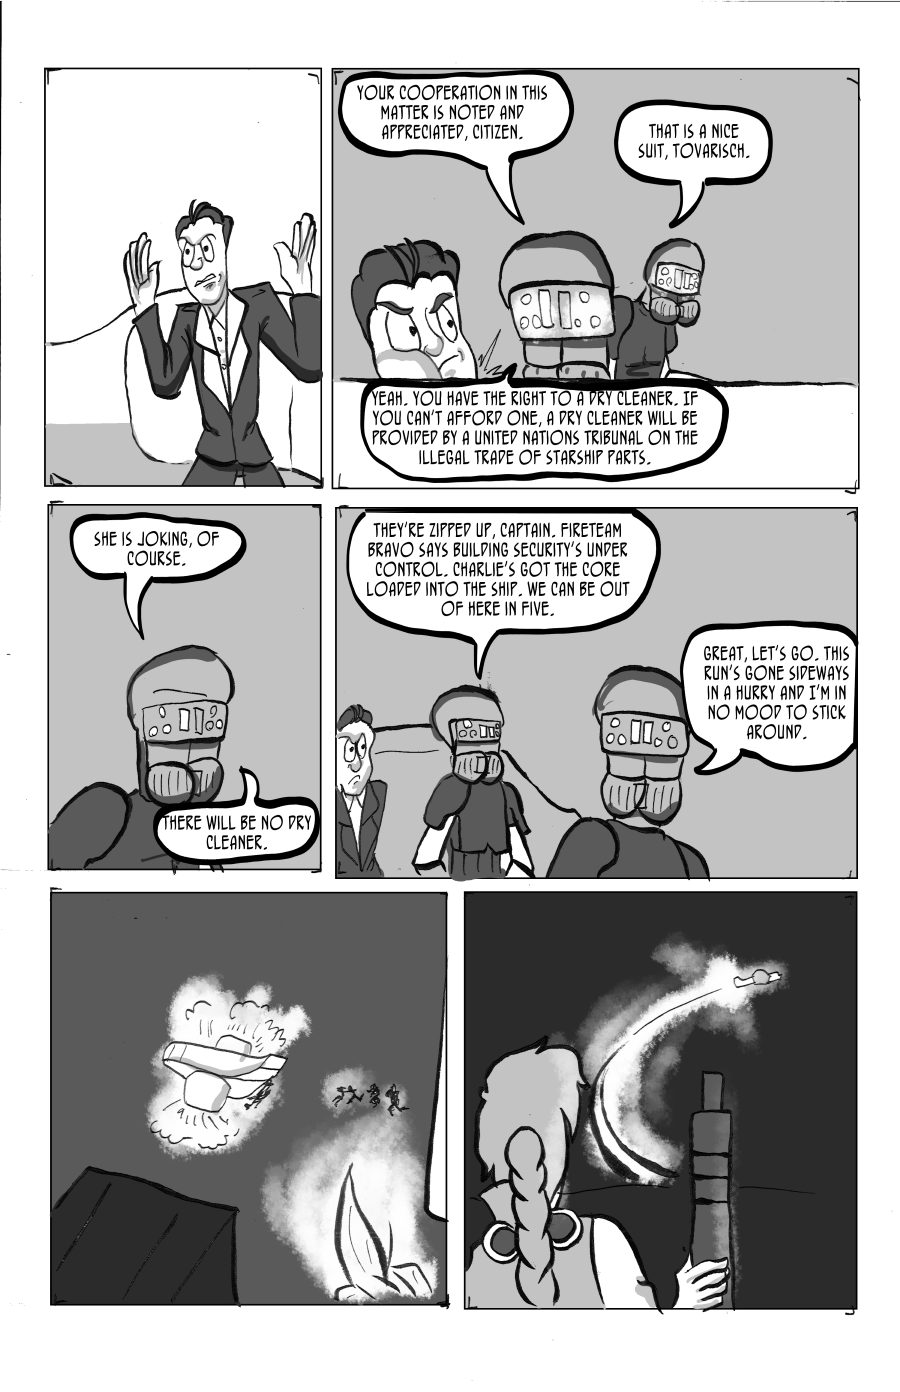 YOUR COOPERATION IN THIS
MATTER IS NOTED AND
APPRECIATED, CITIZEN.
THAT IS A NICE
SUIT, TOVARISCH.
YEAH. YOU HAVE THE RIGHT TO A DRY CLEANER. IF
YOU CAN'T AFFORD ONE, A DRY CLEANER WILL BE
PROVIDED BY A UNITED NATIONS TRIBUNAL ON THE
ILLEGAL TRADE OF STARSHIP PARTS.
SHE IS JOKING, OF
COURSE.
THERE WILL BE NO DRY
CLEANER.
THEY'RE ZIPPED UP, CAPTAIN. FIRETEAM
BRAVO SAYS BUILDING SECURITY'S UNDER
CONTROL. CHARLIE'S GOT THE CORE
LOADED INTO THE SHIP. WE CAN BE OUT
OF HERE IN FIVE.
GREAT, LET'S GO. THIS
RUN'S GONE SIDEWAYS
IN A HURRY AND I'M IN
NO MOOD TO STICK
AROUND.